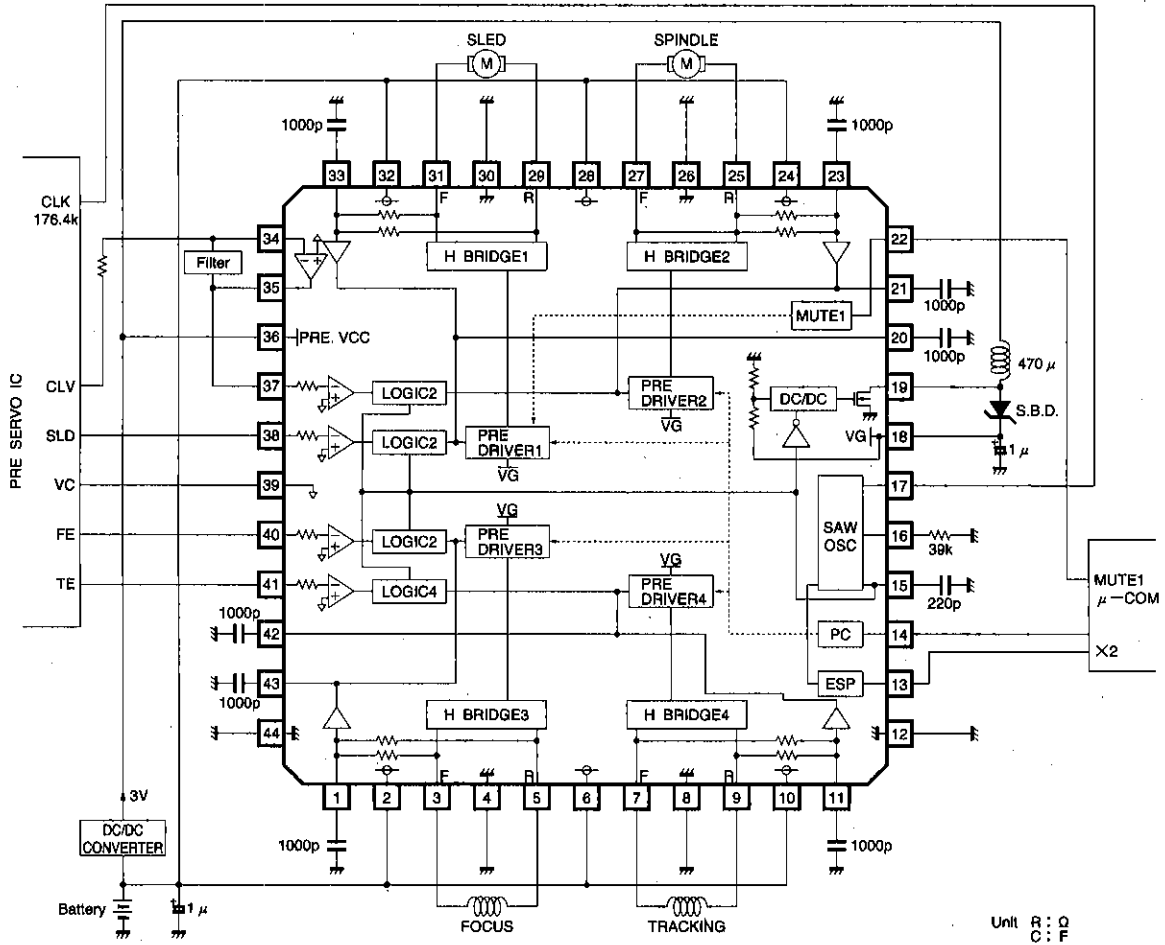 SLED
SPINDLE
M
M
1000p
1000p
33
32
31
30
29
28
27
26
25
24
23
F
R
F
R
CLK
176.4k
34
22
Filter
H BRIDGE1
H BRIDGE2
35
21
1000p
MUTE1
36
PRE. VCC
20
1000p
470 μ
CLV
37
LOGIC2
PRE
DRIVER2
DC/DC
19
S.B.D.
VG
SLD
38
LOGIC2
PRE
DRIVER1
VG
18
1 μ
VG
PRE SERVO IC
VC
39
17
VG
SAW
OSC
FE
40
LOGIC2
PRE
DRIVER3
16
39k
VG
TE
41
LOGIC4
PRE
DRIVER4
15
220p
MUTE1
μ-COM
1000p
42
PC
14
X2
43
ESP
13
1000p
H BRIDGE3
H BRIDGE4
44
12
F
R
F
R
1
2
3
4
5
6
7
8
9
10
11
3V
DC/DC
CONVERTER
1000p
1000p
Battery
1 μ
FOCUS
TRACKING
Unit R : Ω
C : F